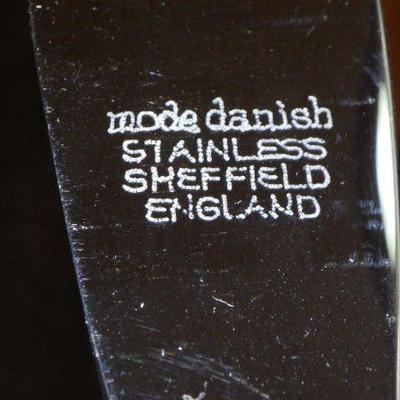 mode danish
STAINLESS
SHEFFIELD
ENGLAND